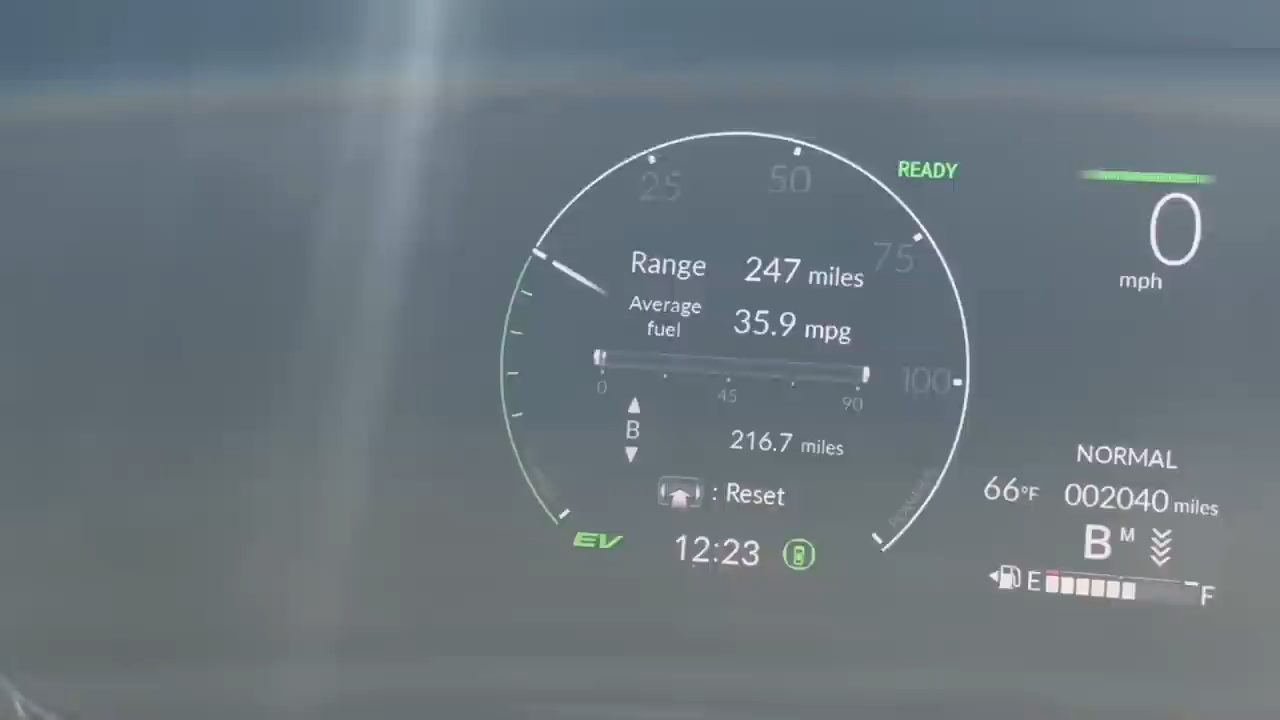 25
50
READY
0
75
Range 247 miles
mph
Average
fuel 35.9 mpg
100
0 45 90
B
216.7 miles
NORMAL
: Reset
66°F 002040 miles
EV
12:23
B M
E F